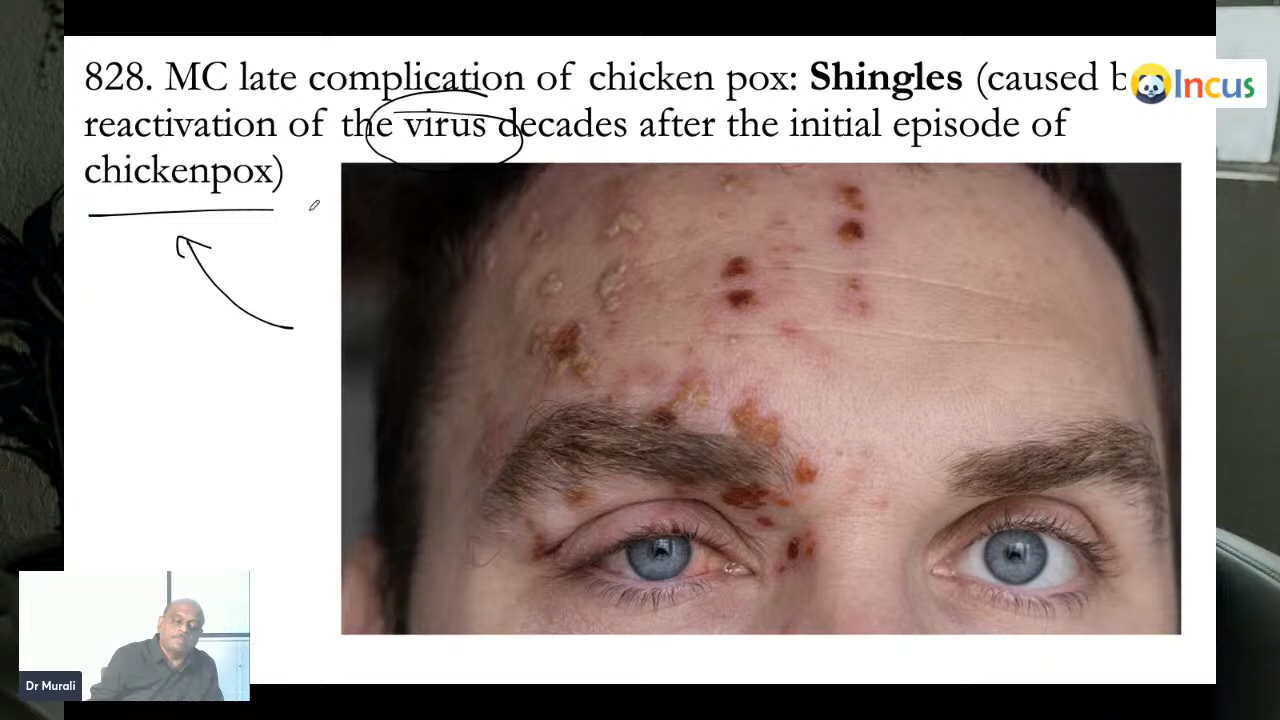 828. MC late complication of chicken pox: Shingles (caused
Incus
reactivation of the virus decades after the initial episode of
chickenpox)
Dr Murali